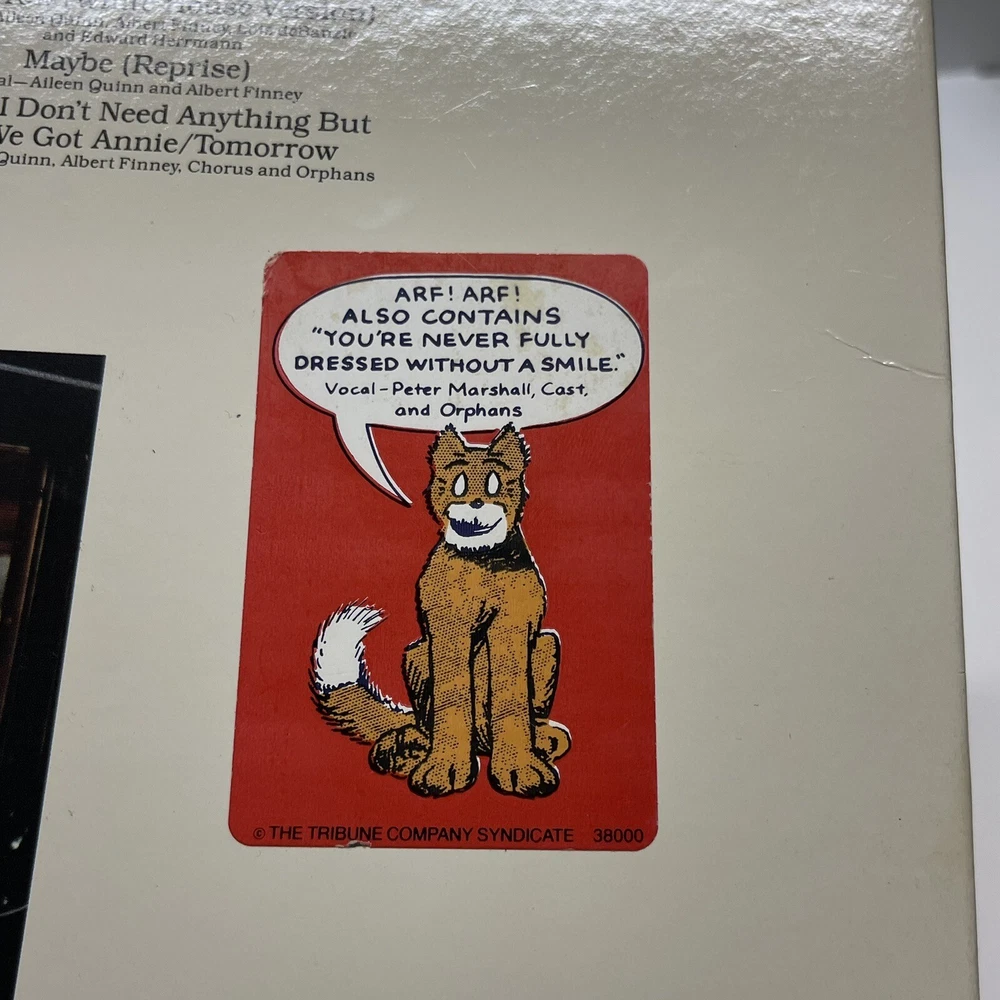 and Edward Herrmann
Maybe (Reprise)
Aileen Quinn and Albert Finney
I Don't Need Anything But
We Got Annie/Tomorrow
Quinn, Albert Finney, Chorus and Orphans
ARF! ARF!
ALSO CONTAINS
"YOU'RE NEVER FULLY
DRESSED WITHOUT A SMILE."
Vocal-Peter Marshall, Cast,
and Orphans
© THE TRIBUNE COMPANY SYNDICATE 38000